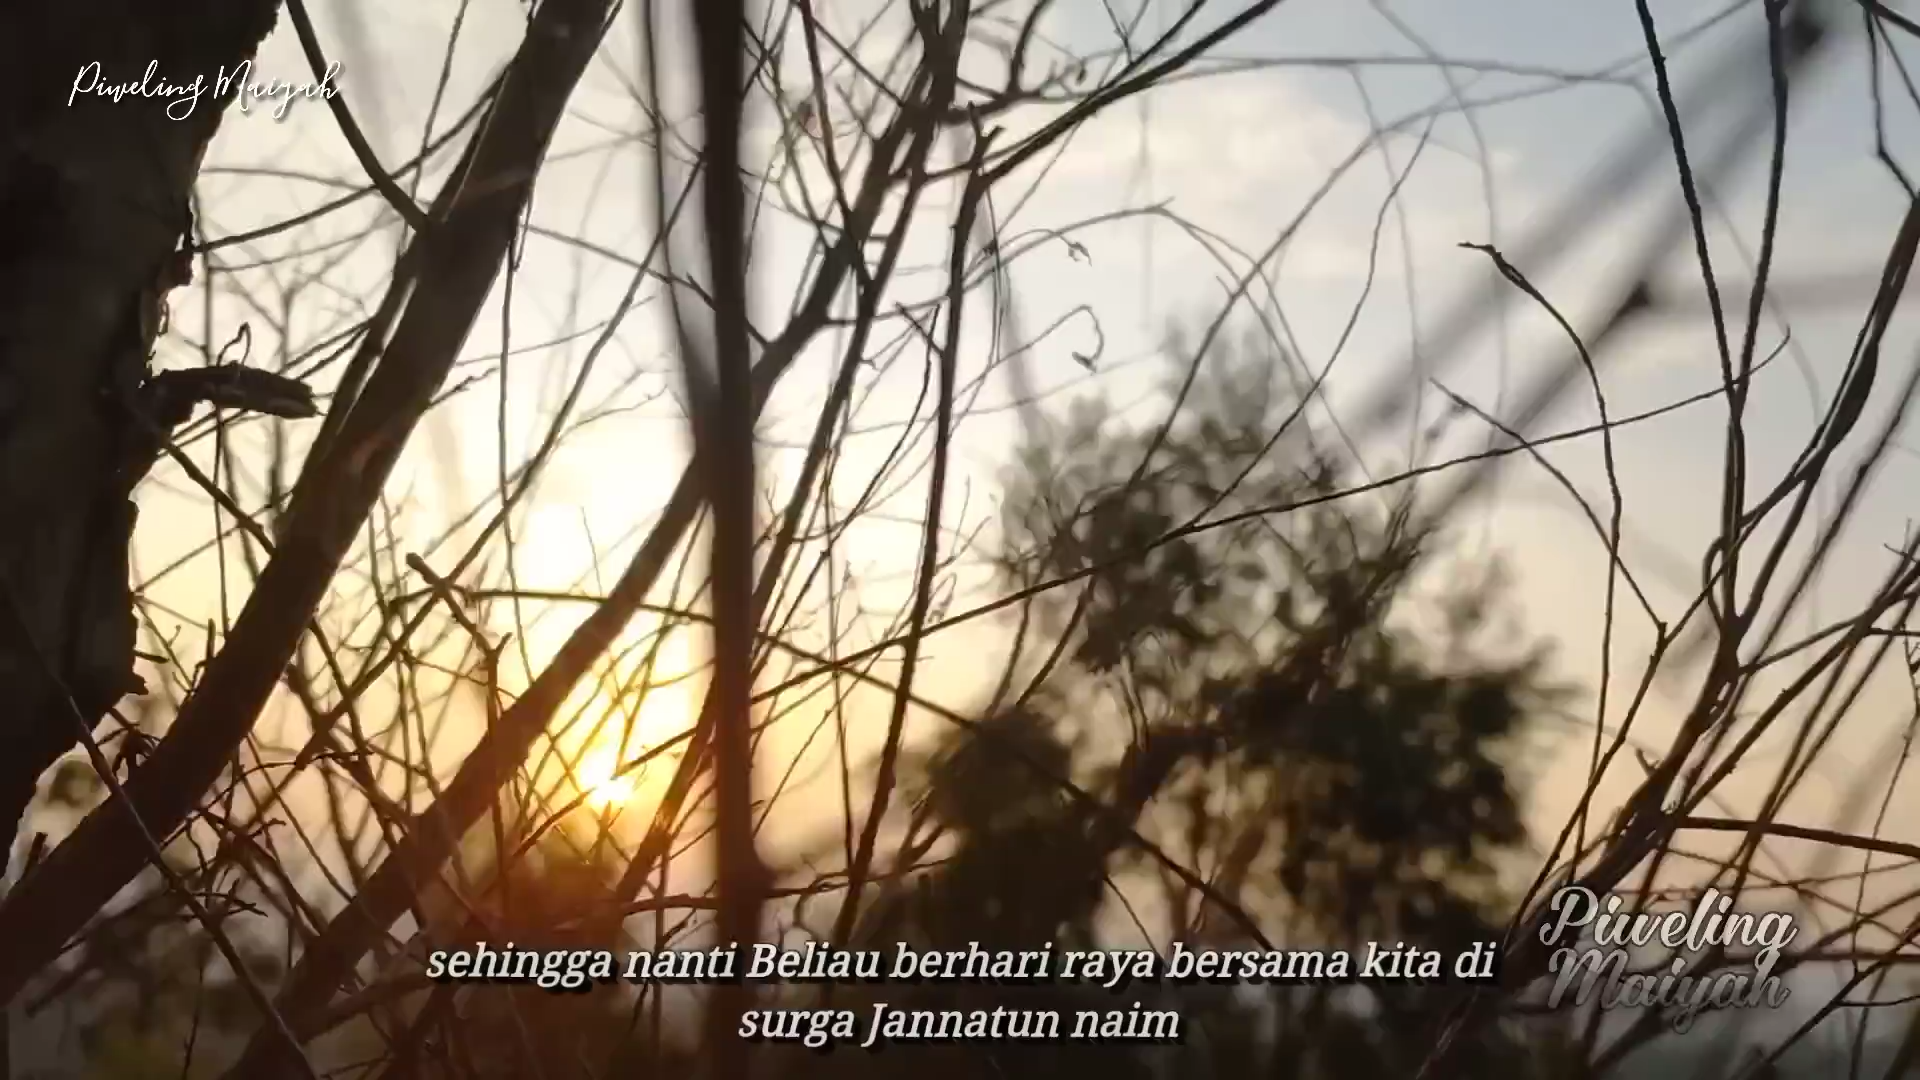 Piweling Maiyah
sehingga nanti Beliau berhari raya bersama kita di
surga Jannatun naim
Piweling
Maiyah